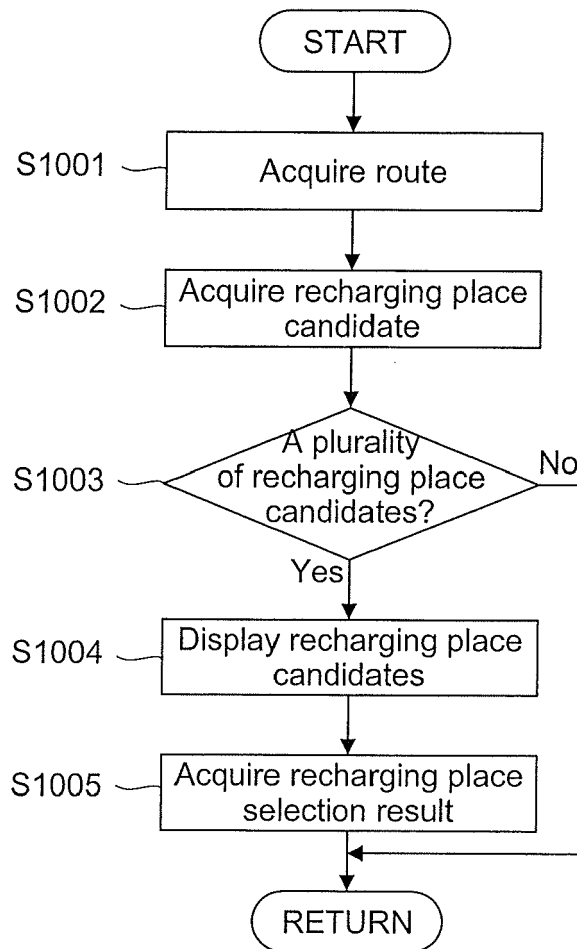 START
S1001
Acquire route
S1002
Acquire recharging place
candidate
S1003
A plurality
of recharging place
candidates?
No
Yes
S1004
Display recharging place
candidates
S1005
Acquire recharging place
selection result
RETURN